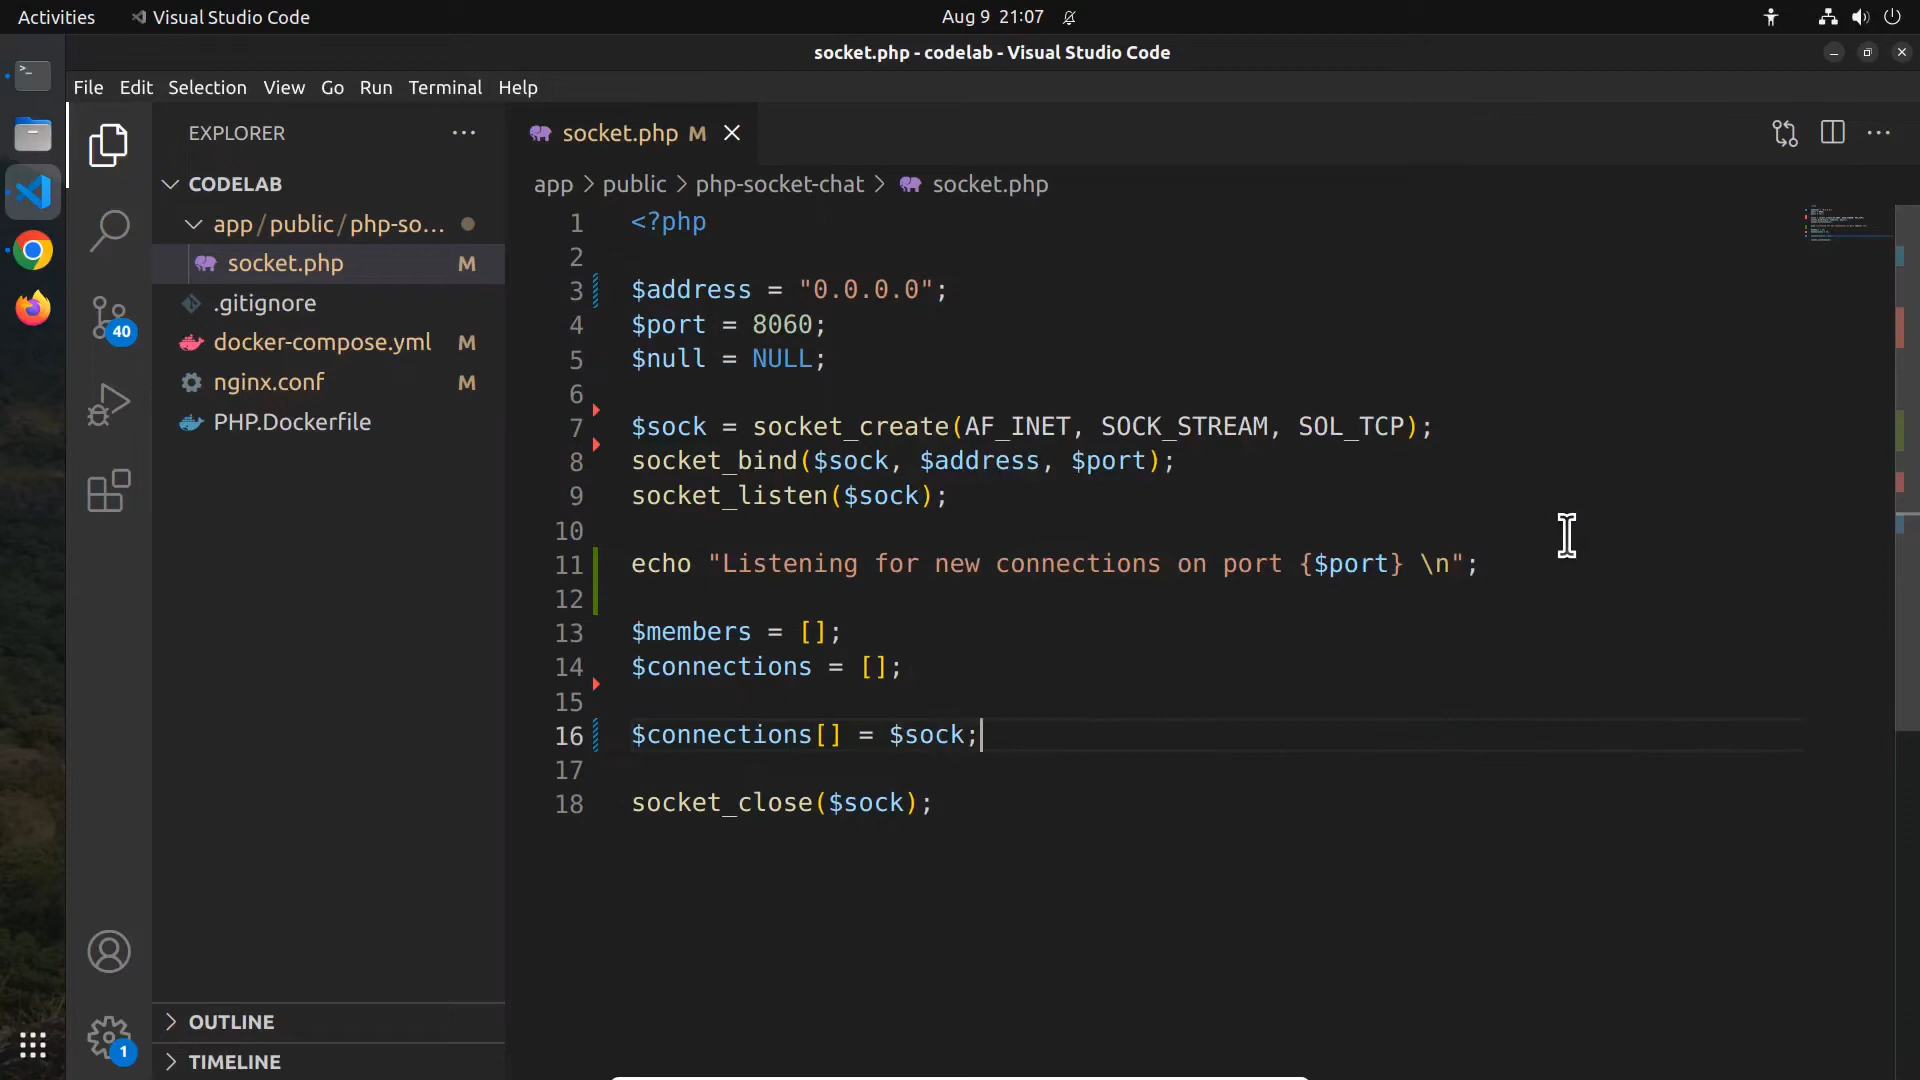 Activities
Visual Studio Code
Aug 9 21:07
socket.php - codelab - Visual Studio Code
File Edit Selection View Go Run Terminal Help
EXPLORER
CODELAB
app/public/php-so...
socket.php M
.gitignore
docker-compose.yml M
nginx.conf M
PHP.Dockerfile
40
1
OUTLINE
TIMELINE
socket.php M
app > public > php-socket-chat > socket.php
1 <?php
2
3 $address = "0.0.0.0";
4 $port = 8060;
5 $null = NULL;
6
7 $sock = socket_create(AF_INET, SOCK_STREAM, SOL_TCP);
8 socket_bind($sock, $address, $port);
9 socket_listen($sock);
10
11 echo "Listening for new connections on port {$port} \n";
12
13 $members = [];
14 $connections = [];
15
16 $connections[] = $sock;
17
18 socket_close($sock);